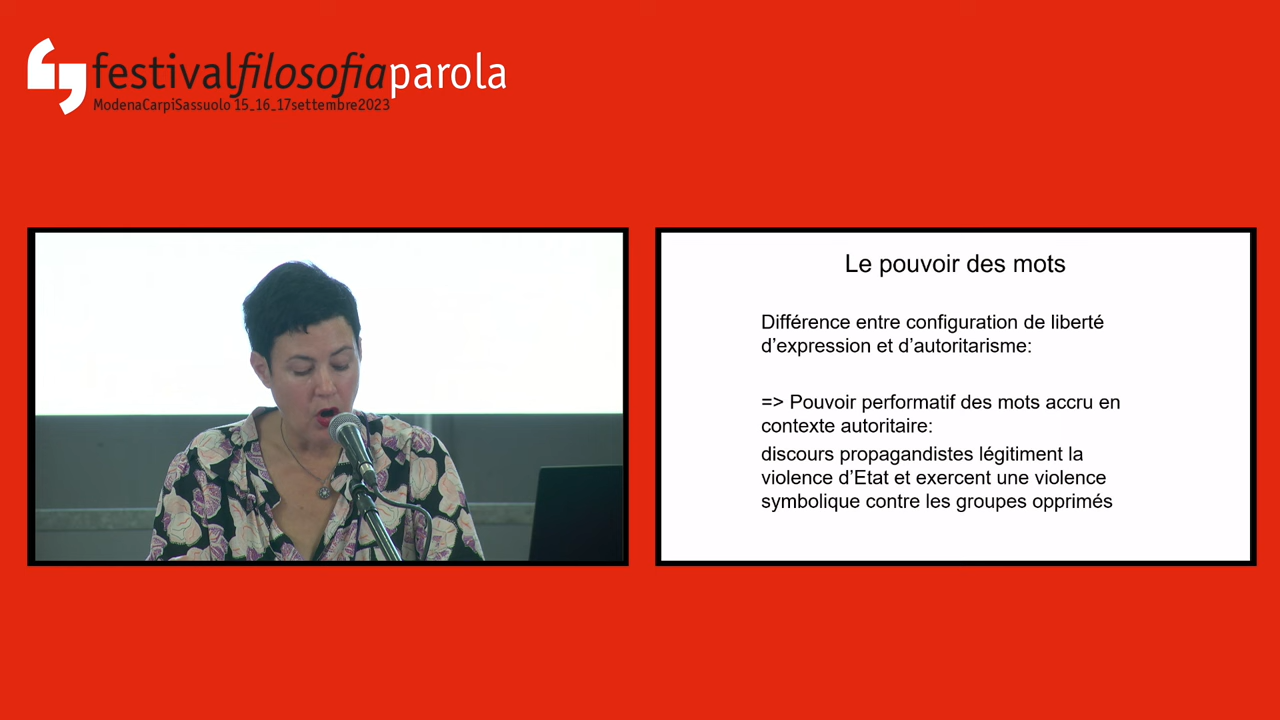 festivalfilosofiaparola
ModenaCarpiSassuolo 15_16_17settembre2023
Le pouvoir des mots
Différence entre configuration de liberté
d’expression et d’autoritarisme:
=> Pouvoir performatif des mots accru en
contexte autoritaire:
discours propagandistes légitiment la
violence d’Etat et exercent une violence
symbolique contre les groupes opprimés